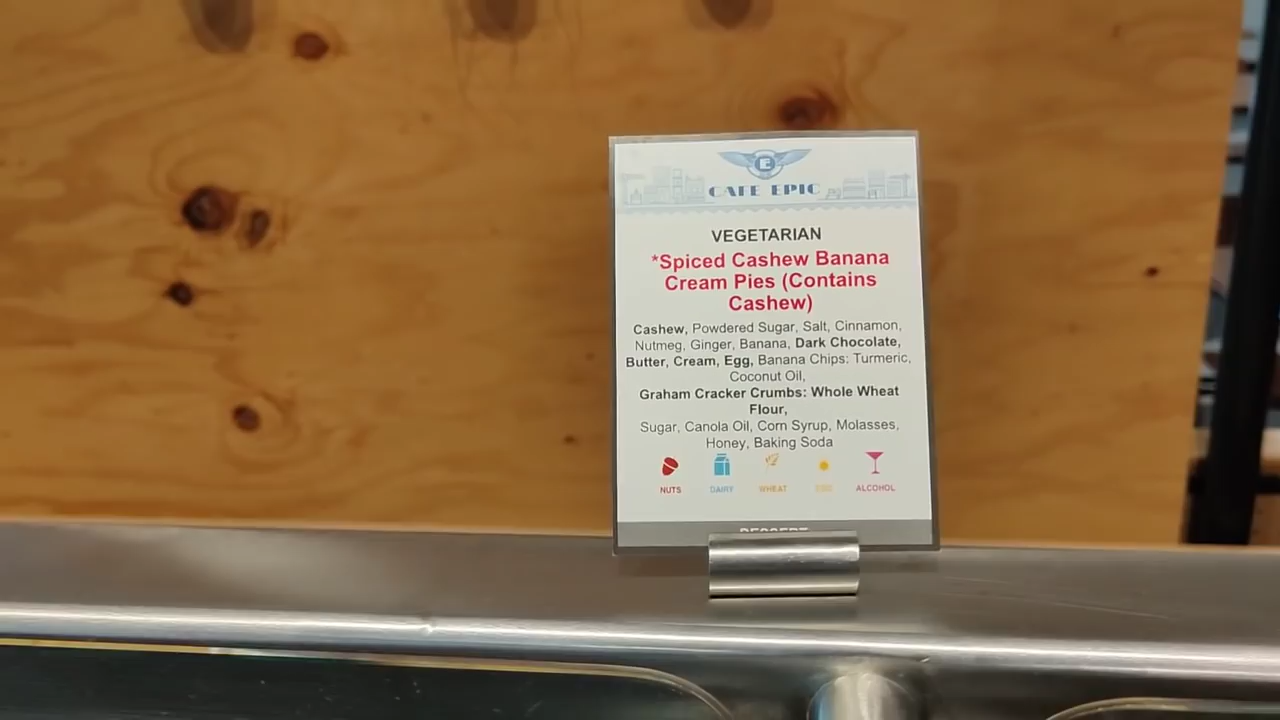 E
CAFE EPIC
VEGETARIAN
*Spiced Cashew Banana
Cream Pies (Contains
Cashew)
Cashew, Powdered Sugar, Salt, Cinnamon,
Nutmeg, Ginger, Banana, Dark Chocolate,
Butter, Cream, Egg, Banana Chips: Turmeric,
Coconut Oil,
Graham Cracker Crumbs: Whole Wheat
Flour,
Sugar, Canola Oil, Corn Syrup, Molasses,
Honey, Baking Soda
NUTS DAIRY WHEAT EGG ALCOHOL
DESSERT